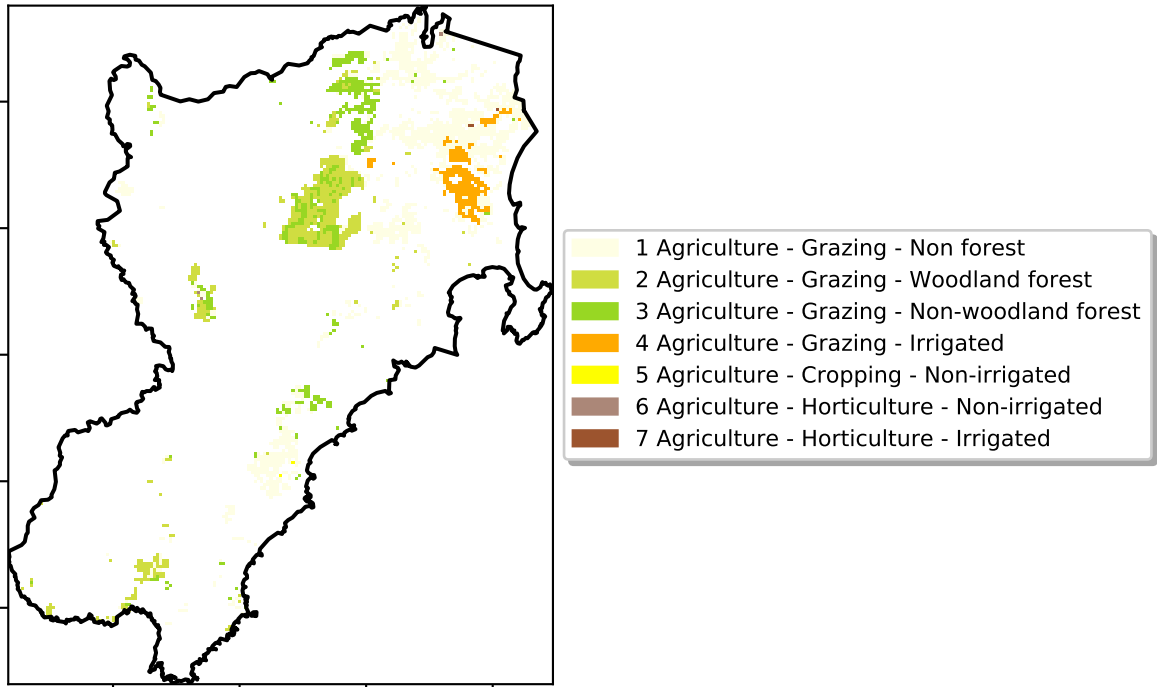 1 Agriculture - Grazing - Non forest
2 Agriculture - Grazing - Woodland forest
3 Agriculture - Grazing - Non-woodland forest
4 Agriculture - Grazing - Irrigated
5 Agriculture - Cropping - Non-irrigated
6 Agriculture - Horticulture - Non-irrigated
7 Agriculture - Horticulture - Irrigated